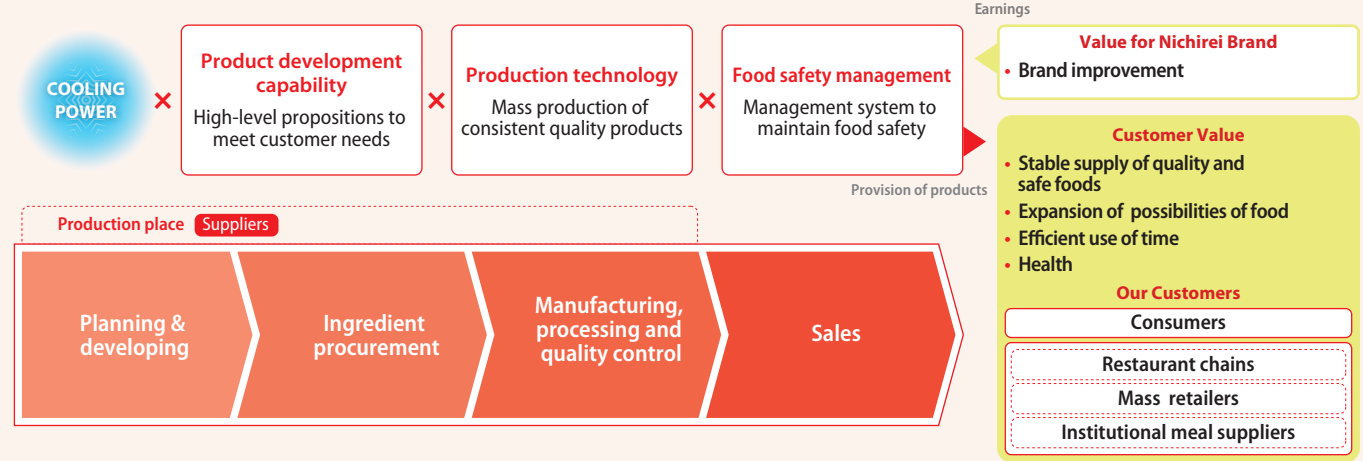 COOLING
POWER
×
Product development
capability
High-level propositions to
meet customer needs
×
Production technology
Mass production of
consistent quality products
×
Food safety management
Management system to
maintain food safety
Earnings
Value for Nichirei Brand
• Brand improvement
Provision of products
Customer Value
• Stable supply of quality and
safe foods
• Expansion of possibilities of food
• Efficient use of time
• Health
Our Customers
Consumers
Restaurant chains
Mass retailers
Institutional meal suppliers
Production place Suppliers
Planning &
developing
Ingredient
procurement
Manufacturing,
processing and
quality control
Sales